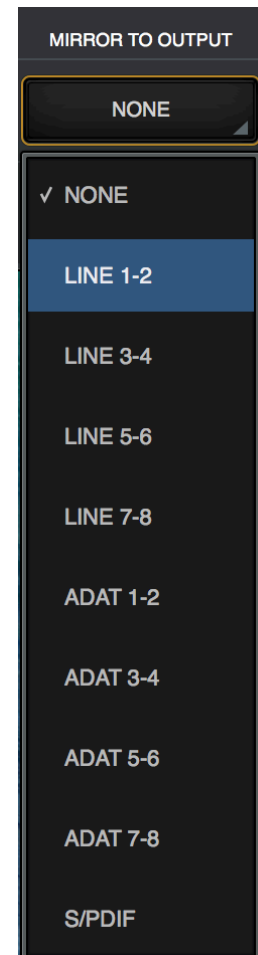 MIRROR TO OUTPUT
NONE
✓ NONE
LINE 1-2
LINE 3-4
LINE 5-6
LINE 7-8
ADAT 1-2
ADAT 3-4
ADAT 5-6
ADAT 7-8
S/PDIF